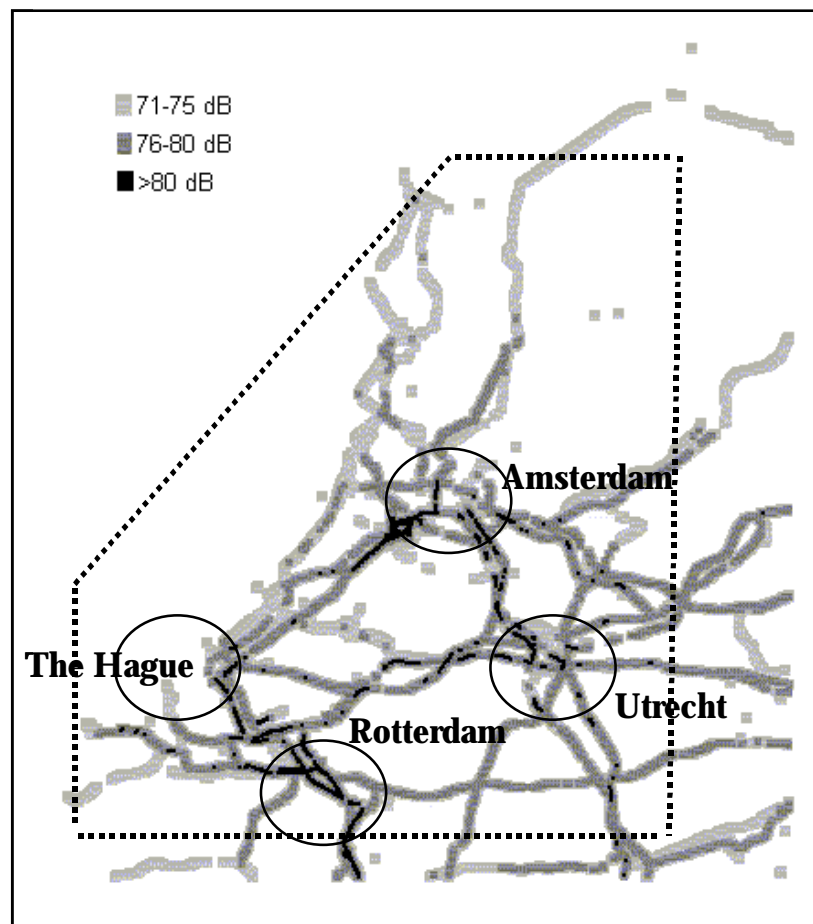 71-75 dB
76-80 dB
>80 dB
Amsterdam
The Hague
Utrecht
Rotterdam